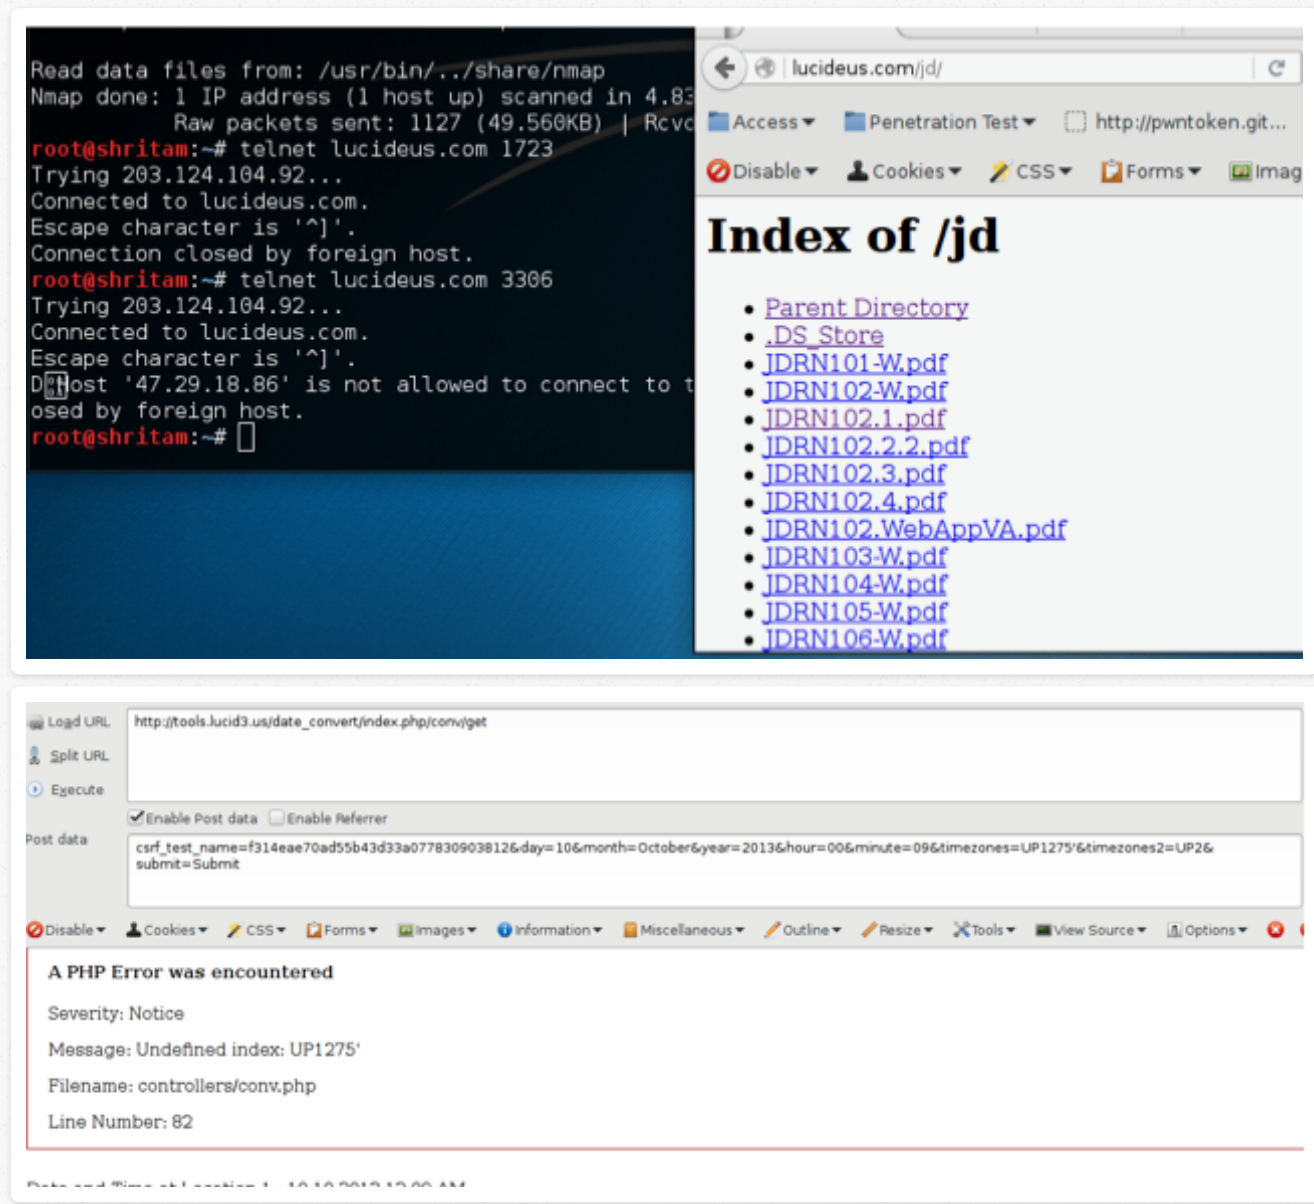 Read data files from: /usr/bin/../share/nmap
Nmap done: 1 IP address (1 host up) scanned in 4.83
Raw packets sent: 1127 (49.560KB) | Rcvd
root@shritam:~# telnet lucideus.com 1723
Trying 203.124.104.92...
Connected to lucideus.com.
Escape character is '^]'.
Connection closed by foreign host.
root@shritam:~# telnet lucideus.com 3306
Trying 203.124.104.92...
Connected to lucideus.com.
Escape character is '^]'.
Host '47.29.18.86' is not allowed to connect to t
osed by foreign host.
root@shritam:~#
lucideus.com/jd/
Access Penetration Test http://pwntoken.git...
Disable Cookies CSS Forms Imag
Index of /jd
• Parent Directory
• .DS_Store
• JDRN101-W.pdf
• JDRN102-W.pdf
• JDRN102.1.pdf
• JDRN102.2.2.pdf
• JDRN102.3.pdf
• JDRN102.4.pdf
• JDRN102.WebAppVA.pdf
• JDRN103-W.pdf
• JDRN104-W.pdf
• JDRN105-W.pdf
• JDRN106-W.pdf
Load URL http://tools.lucid3.us/date_convert/index.php/conv/get
Split URL
Execute
Enable Post data Enable Referrer
Post data csrf_test_name=f314eae70ad55b43d33a077830903812&day=10&month=October&year=2013&hour=00&minute=09&timezones=UP1275'&timezones2=UP2&
submit=Submit
Disable Cookies CSS Forms Images Information Miscellaneous Outline Resize Tools View Source Options
A PHP Error was encountered
Severity: Notice
Message: Undefined index: UP1275'
Filename: controllers/conv.php
Line Number: 82